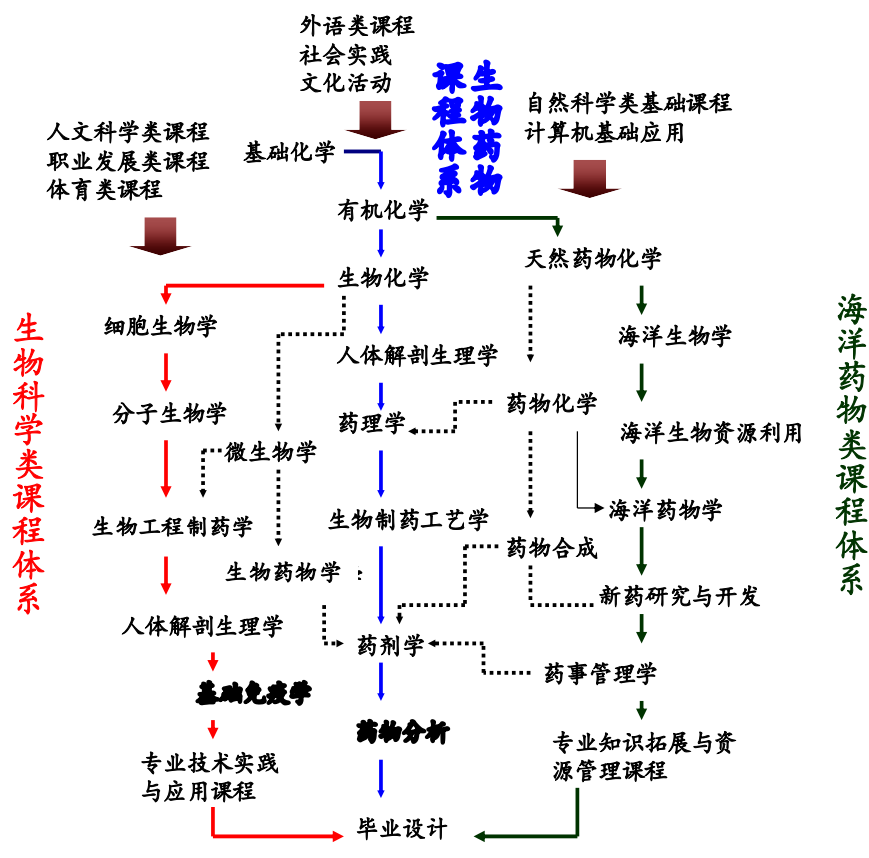 外语类课程
社会实践
文化活动
生物药物
课程体系
自然科学类基础课程
计算机基础应用
人文科学类课程
职业发展类课程
体育类课程
基础化学
有机化学
天然药物化学
生物化学
细胞生物学
海洋生物学
人体解剖生理学
药物化学
分子生物学
药理学
海洋生物资源利用
微生物学
海洋药物学
生物工程制药学
生物制药工艺学
药物合成
生物药物学
新药研究与开发
人体解剖生理学
药剂学
药事管理学
基础免疫学
药物分析
专业知识拓展与资
源管理课程
专业技术实践
与应用课程
毕业设计
生物科学类课程体系
海洋药物类课程体系